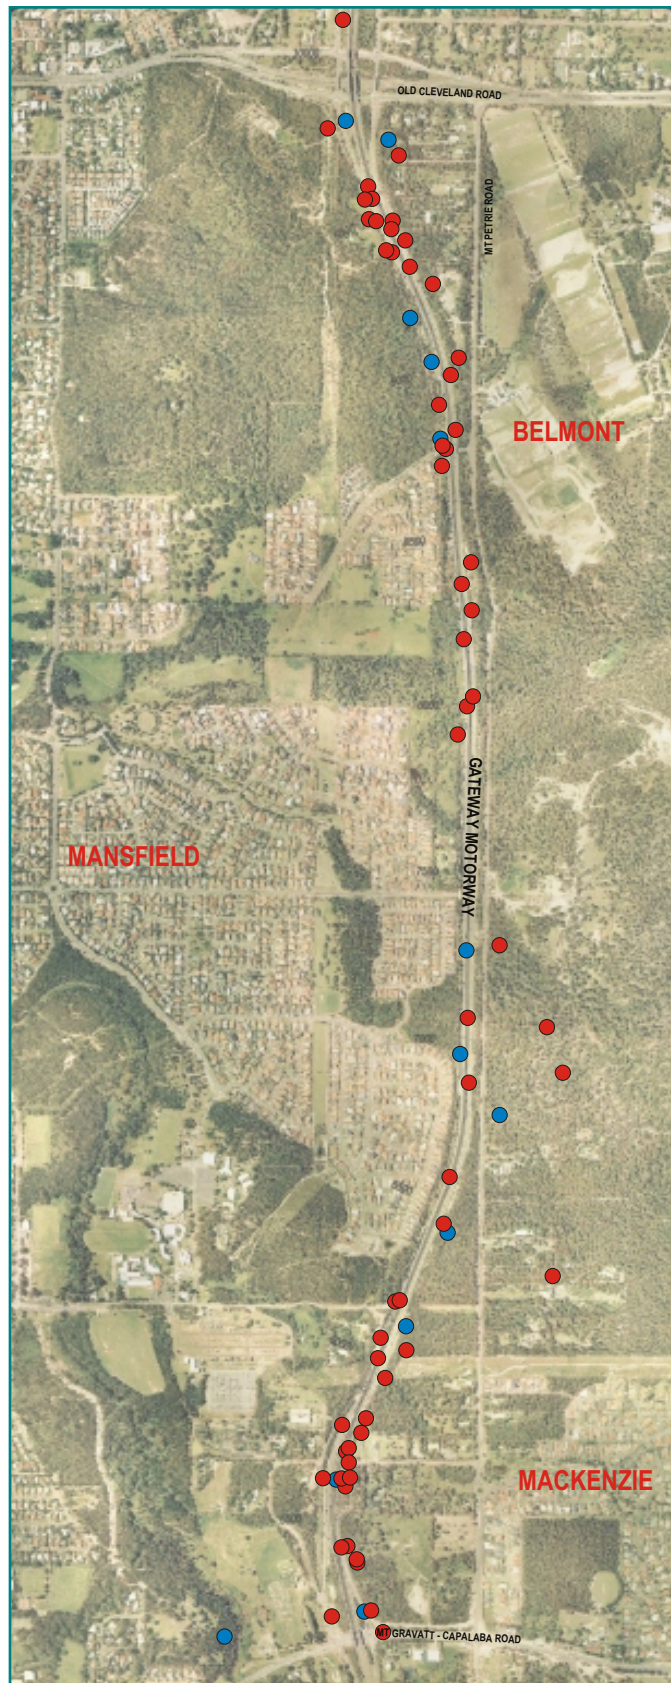 OLD CLEVELAND ROAD
MT PETRIE ROAD
BELMONT
GATEWAY MOTORWAY
MANSFIELD
MACKENZIE
MT GRAVATT - CAPALABA ROAD